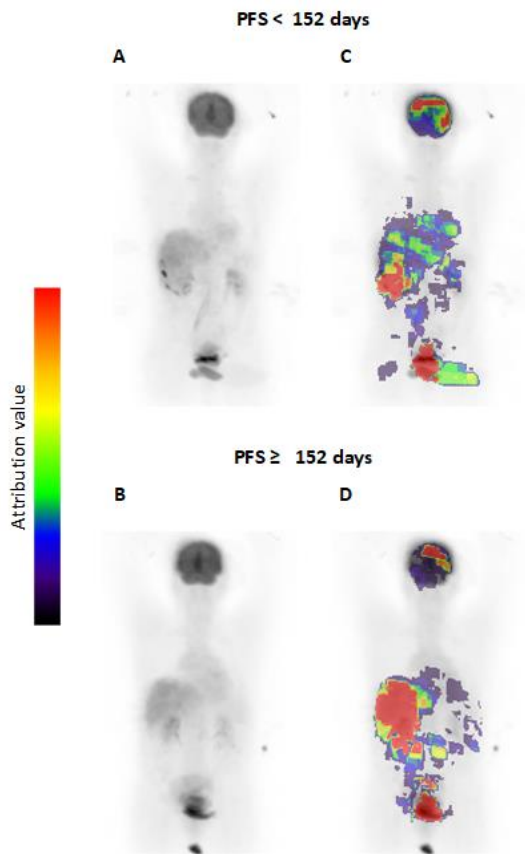 PFS < 152 days
A
C
Attribution value
PFS ≥ 152 days
B
D